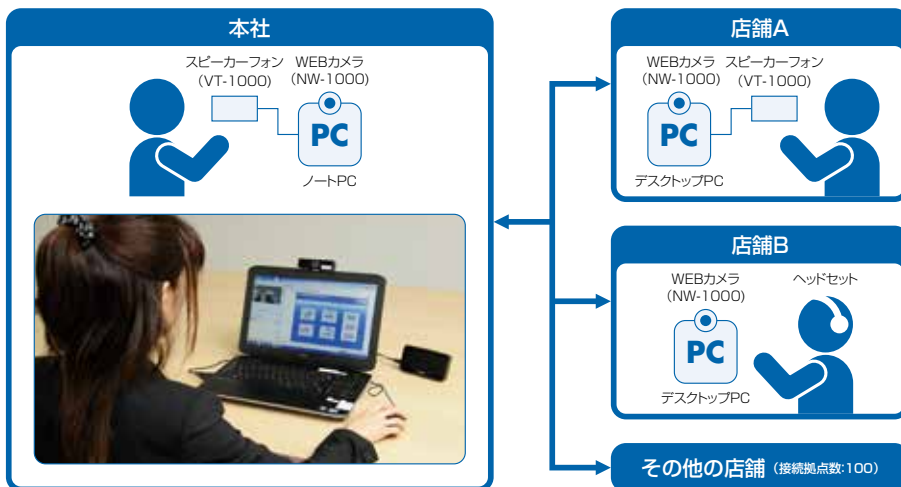 本社
スピーカーフォン
(VT-1000)
WEBカメラ
(NW-1000)
PC
ノートPC
店舗A
WEBカメラ
(NW-1000)
スピーカーフォン
(VT-1000)
PC
デスクトップPC
店舗B
WEBカメラ
(NW-1000)
ヘッドセット
PC
デスクトップPC
その他の店舗 (接続拠点数:100)